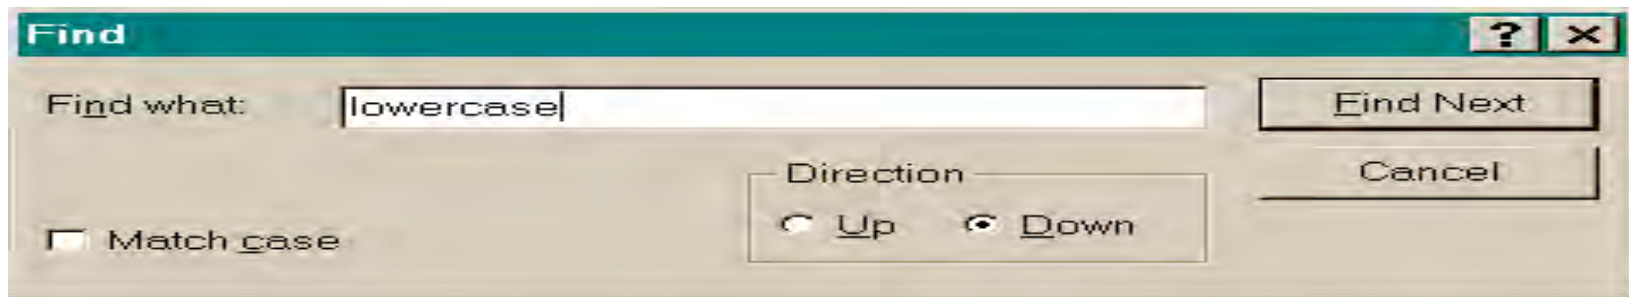 Find
Find what: lowercase Find Next
Direction Cancel
Match case Up Down